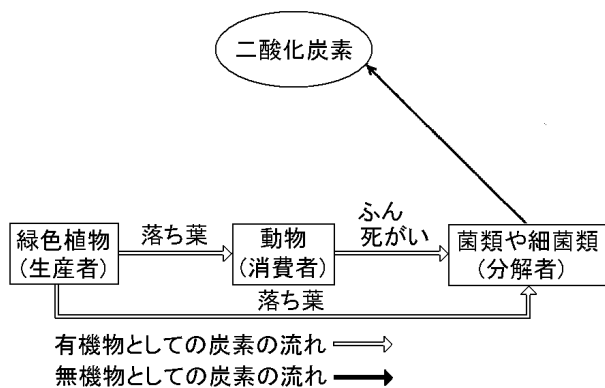 二酸化炭素
緑色植物
(生産者)
落ち葉
動物
(消費者)
ふん
死がい
菌類や細菌類
(分解者)
落ち葉
有機物としての炭素の流れ
無機物としての炭素の流れ